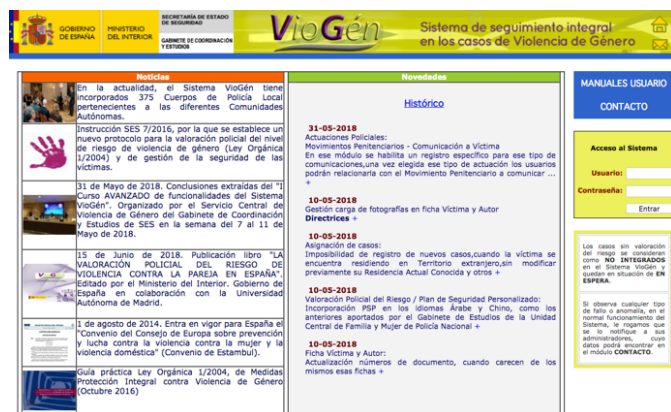 GOBIERNO
DE ESPAÑA
MINISTERIO
DEL INTERIOR
SECRETARÍA DE ESTADO
DE SEGURIDAD
GABINETE DE COORDINACIÓN
Y ESTUDIOS
VioGén
Sistema de seguimiento integral
en los casos de Violencia de Género
Noticias
En la actualidad, el Sistema VioGén tiene
incorporados 375 Cuerpos de Policía Local
pertenecientes a las diferentes Comunidades
Autónomas.
Instrucción SES 7/2016, por la que se establece un
nuevo protocolo para la valoración policial del nivel
de riesgo de violencia de género (Ley Orgánica
1/2004) y de gestión de la seguridad de las
víctimas.
31 de Mayo de 2018. Conclusiones extraídas del "I
Curso AVANZADO de funcionalidades del Sistema
VioGén". Organizado por el Servicio Central de
Violencia de Género del Gabinete de Coordinación
y Estudios de SES en la semana del 7 al 11 de
Mayo de 2018.
15 de Junio de 2018. Publicación libro "LA
VALORACIÓN POLICIAL DEL RIESGO DE
VIOLENCIA CONTRA LA PAREJA EN ESPAÑA".
Editado por el Ministerio del Interior. Gobierno de
España en colaboración con la Universidad
Autónoma de Madrid.
1 de agosto de 2014. Entra en vigor para España el
"Convenio del Consejo de Europa sobre prevención
y lucha contra la violencia contra la mujer y la
violencia doméstica" (Convenio de Estambul).
Guía práctica Ley Orgánica 1/2004, de Medidas
Protección Integral contra Violencia de Género
(Octubre 2016)
Novedades
Histórico
31-05-2018
Actuaciones Policiales:
Movimientos Penitenciarios - Comunicación a Víctima
En ese módulo se habilita un registro específico para ese tipo de
comunicaciones,una vez elegida ese tipo de actuación los usuarios
podrán relacionarla con el Movimiento Penitenciario a comunicar ...
+
10-05-2018
Gestión carga de fotografías en ficha Víctima y Autor
Directrices +
10-05-2018
Asignación de casos:
Imposibilidad de registro de nuevos casos,cuando la víctima se
encuentra residiendo en Territorio extranjero,sin modificar
previamente su Residencia Actual Conocida y otros +
10-05-2018
Valoración Policial del Riesgo / Plan de Seguridad Personalizado:
Incorporación PSP en los idiomas Árabe y Chino, como los
anteriores aportados por el Gabinete de Estudios de la Unidad
Central de Familia y Mujer de Policía Nacional +
10-05-2018
Ficha Víctima y Autor:
Actualización números de documento, cuando carecen de los
mismos esas fichas +
MANUALES USUARIO
CONTACTO
Acceso al Sistema
Usuario:
Contraseña:
Entrar
Los casos sin valoración
del riesgo se consideran
como NO INTEGRADOS
en el Sistema VioGén y
quedan en situación de EN
ESPERA.
Si observa cualquier tipo
de fallo o anomalía, en el
normal funcionamiento del
Sistema, le rogamos que
se lo notifique a sus
administradores, cuyo
datos podrá encontrar en
el módulo CONTACTO.